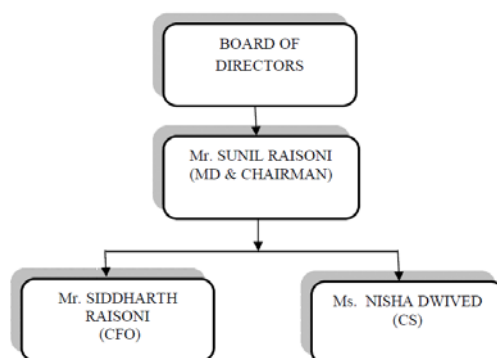 BOARD OF
DIRECTORS
Mr. SUNIL RAISONI
(MD & CHAIRMAN)
Mr. SIDDHARTH
RAISONI
(CFO)
Ms. NISHA DWIVED
(CS)